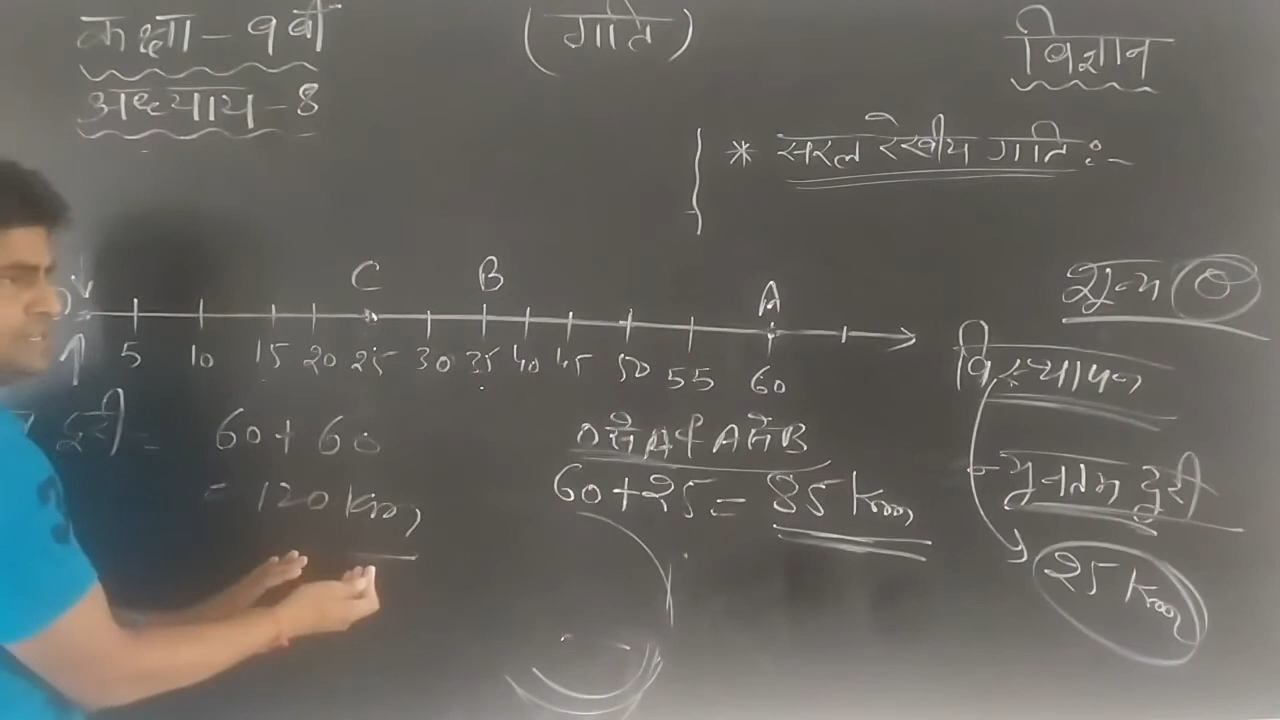 कक्षा - 9वीं
(गति)
विज्ञान
अध्याय - 8
* सरल रेखीय गति :-
C B A
शून्य 0
5 10 15 20 25 30 35 40 45 50 55 60
विस्थापन
दूरी = 60 + 60
= 120 km
0 से A व A से B
60 + 25 = 85 km
न्यूनतम दूरी
25 km